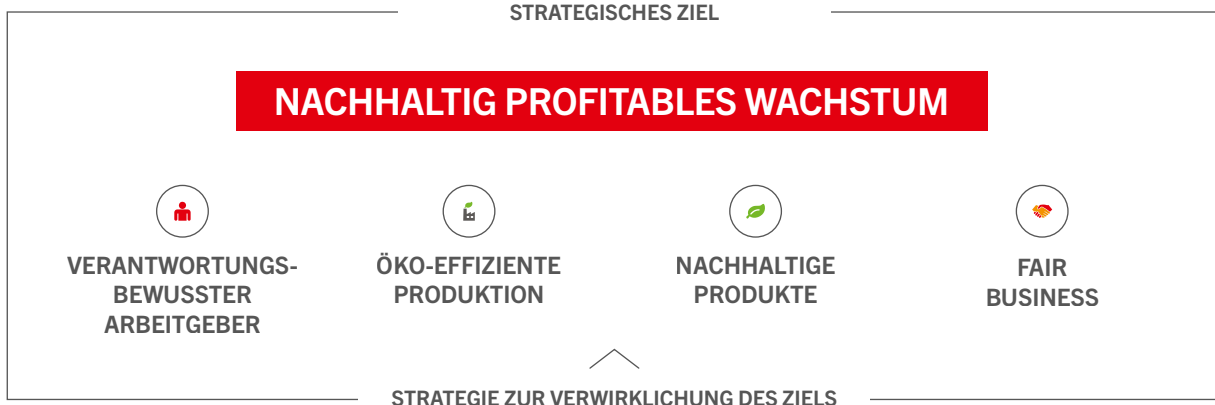 STRATEGISCHES ZIEL
NACHHALTIG PROFITABLES WACHSTUM
VERANTWORTUNGS-
BEWUSSTER
ARBEITGEBER
ÖKO-EFFIZIENTE
PRODUKTION
NACHHALTIGE
PRODUKTE
FAIR
BUSINESS
STRATEGIE ZUR VERWIRKLICHUNG DES ZIELS